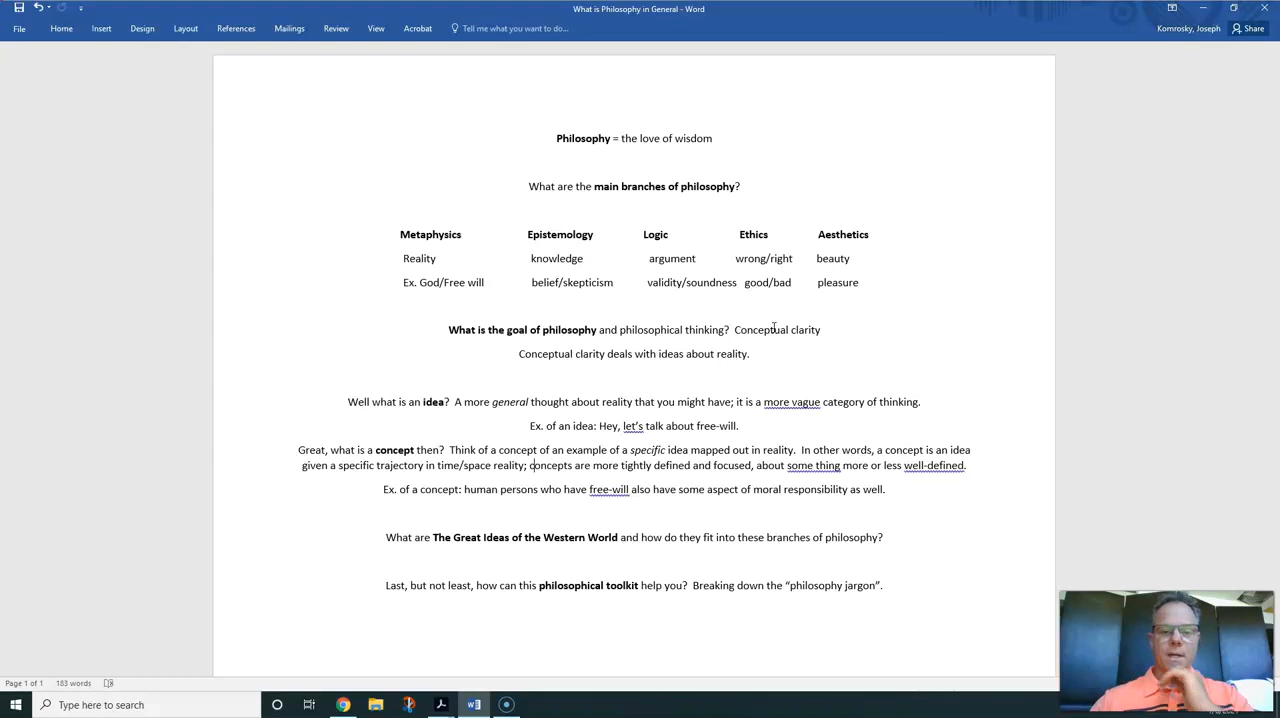 What is Philosophy in General - Word
File Home Insert Design Layout References Mailings Review View Acrobat Tell me what you want to do... Komrosky, Joseph Share
Philosophy = the love of wisdom
What are the main branches of philosophy?
Metaphysics Epistemology Logic Ethics Aesthetics
Reality knowledge argument wrong/right beauty
Ex. God/Free will belief/skepticism validity/soundness good/bad pleasure
What is the goal of philosophy and philosophical thinking? Conceptual clarity
Conceptual clarity deals with ideas about reality.
Well what is an idea? A more general thought about reality that you might have; it is a more vague category of thinking.
Ex. of an idea: Hey, let's talk about free-will.
Great, what is a concept then? Think of a concept of an example of a specific idea mapped out in reality. In other words, a concept is an idea
given a specific trajectory in time/space reality; concepts are more tightly defined and focused, about some thing more or less well-defined.
Ex. of a concept: human persons who have free-will also have some aspect of moral responsibility as well.
What are The Great Ideas of the Western World and how do they fit into these branches of philosophy?
Last, but not least, how can this philosophical toolkit help you? Breaking down the “philosophy jargon”.
Page 1 of 1 183 words
Type here to search